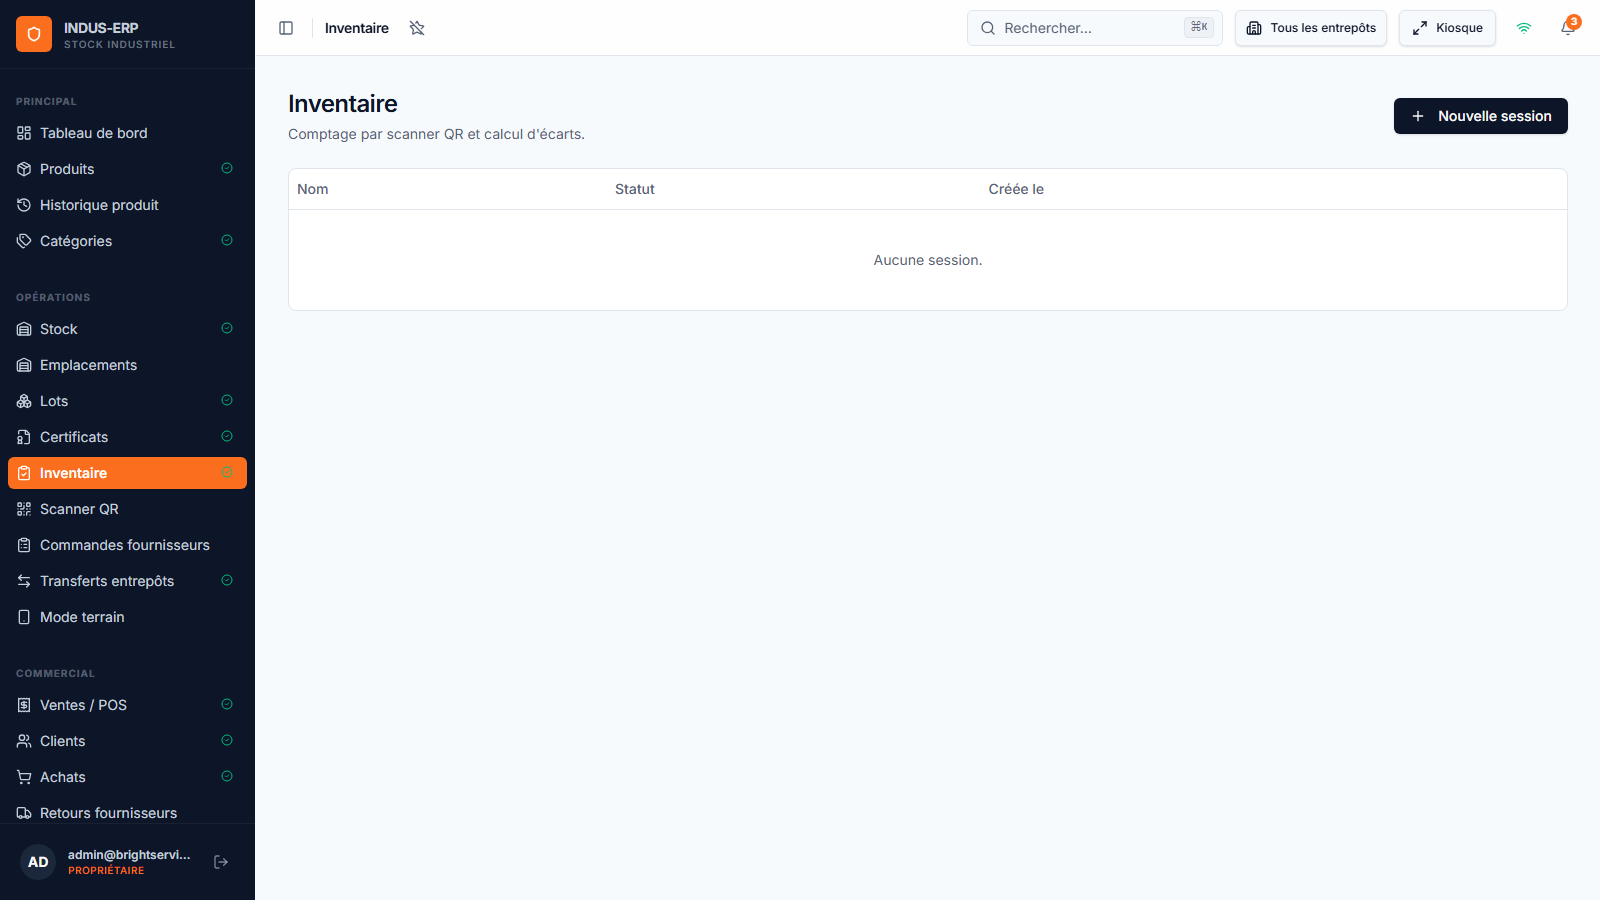 INDUS-ERP
STOCK INDUSTRIEL
PRINCIPAL
Tableau de bord
Produits
Historique produit
Catégories
OPÉRATIONS
Stock
Emplacements
Lots
Certificats
Inventaire
Scanner QR
Commandes fournisseurs
Transferts entrepôts
Mode terrain
COMMERCIAL
Ventes / POS
Clients
Achats
Retours fournisseurs
AD
admin@brightservi...
PROPRIÉTAIRE
Inventaire
Rechercher...
⌘K
Tous les entrepôts
Kiosque
3
Inventaire
Comptage par scanner QR et calcul d'écarts.
Nouvelle session
Nom Statut Créée le
Aucune session.